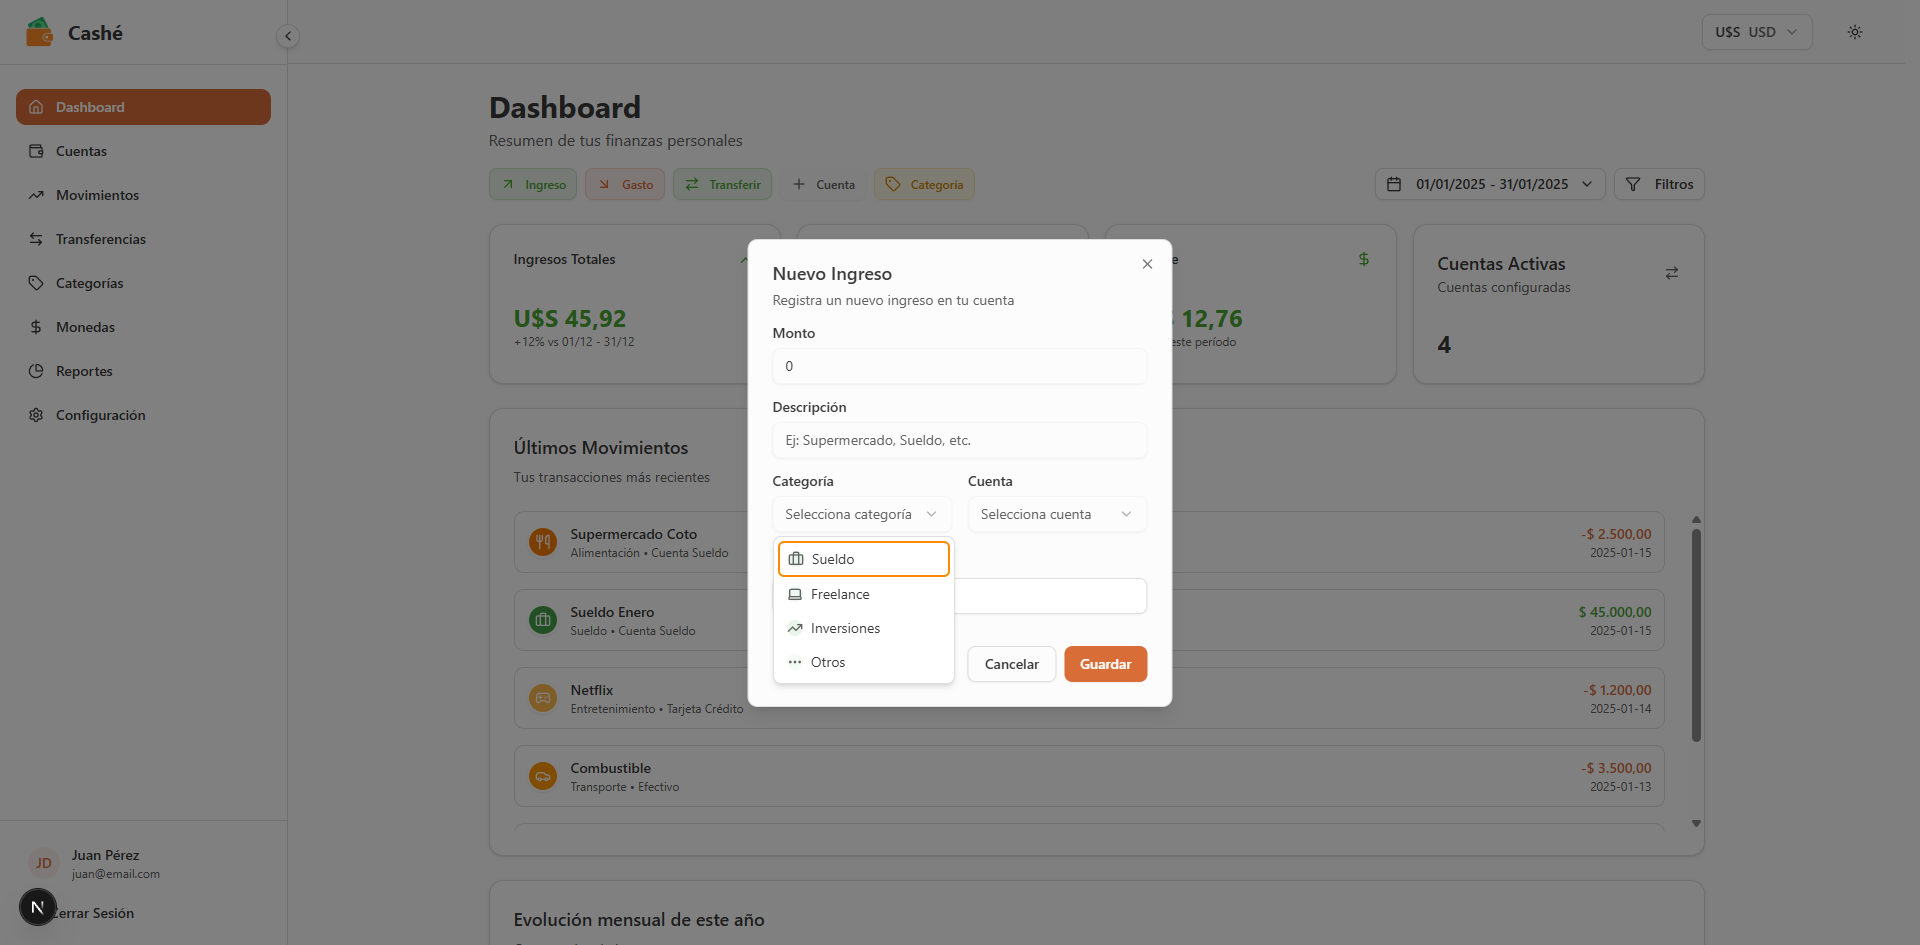 Cashé
U$S USD
Dashboard
Cuentas
Movimientos
Transferencias
Categorías
Monedas
Reportes
Configuración
Juan Pérez
JD
juan@email.com
N
errar Sesión
Dashboard
Resumen de tus finanzas personales
Ingreso
Gasto
Transferir
Cuenta
Categoría
01/01/2025 - 31/01/2025
Filtros
Ingresos Totales
U$S 45,92
+12% vs 01/12 - 31/12
e
12,76
este período
Cuentas Activas
Cuentas configuradas
4
Últimos Movimientos
Tus transacciones más recientes
Supermercado Coto
Alimentación • Cuenta Sueldo
-$ 2.500,00
2025-01-15
Sueldo Enero
Sueldo • Cuenta Sueldo
$ 45.000,00
2025-01-15
Netflix
Entretenimiento • Tarjeta Crédito
-$ 1.200,00
2025-01-14
Combustible
Transporte • Efectivo
-$ 3.500,00
2025-01-13
Evolución mensual de este año
Nuevo Ingreso
Registra un nuevo ingreso en tu cuenta
Monto
0
Descripción
Ej: Supermercado, Sueldo, etc.
Categoría
Cuenta
Selecciona categoría
Selecciona cuenta
Sueldo
Freelance
Inversiones
Otros
Cancelar
Guardar